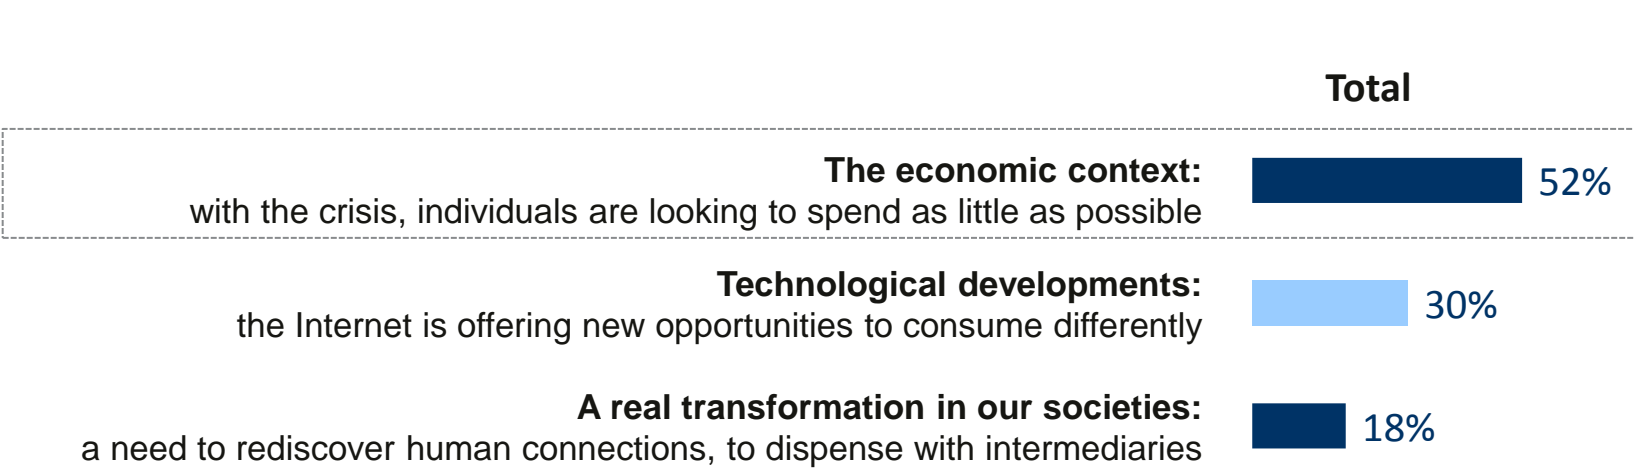 Total
The economic context:
with the crisis, individuals are looking to spend as little as possible
52%
Technological developments:
the Internet is offering new opportunities to consume differently
30%
A real transformation in our societies:
a need to rediscover human connections, to dispense with intermediaries
18%